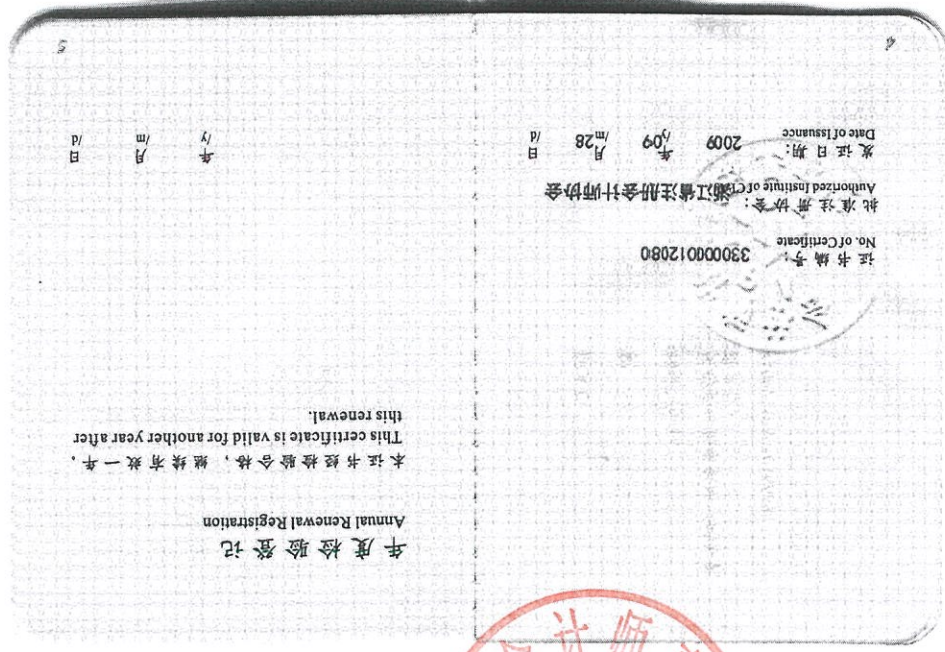 证书编号： 330000012080
No. of Certificate
批准注册协会： 浙江省注册会计师协会
Authorized Institute of CPAs
发证日期： 2009 年 09 月 28 日
Date of Issuance /y /m /d
4
年度检验登记
Annual Renewal Registration
本证书经检验合格，继续有效一年。
This certificate is valid for another year after
this renewal.
年 月 日
/y /m /d
5
会计师